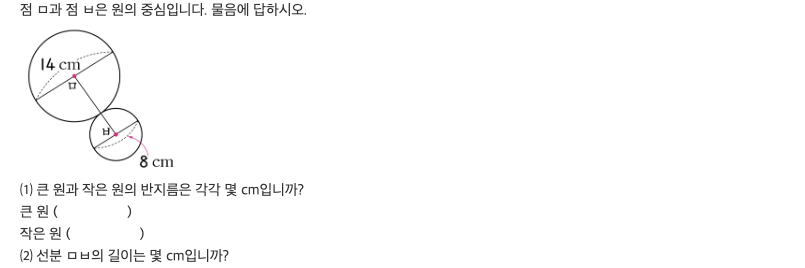 점 ㅁ과 점 ㅂ은 원의 중심입니다. 물음에 답하시오.
14 cm
ㅁ
ㅂ
8 cm
(1) 큰 원과 작은 원의 반지름은 각각 몇 cm입니까?
큰 원 ( )
작은 원 ( )
(2) 선분 ㅁㅂ의 길이는 몇 cm입니까?